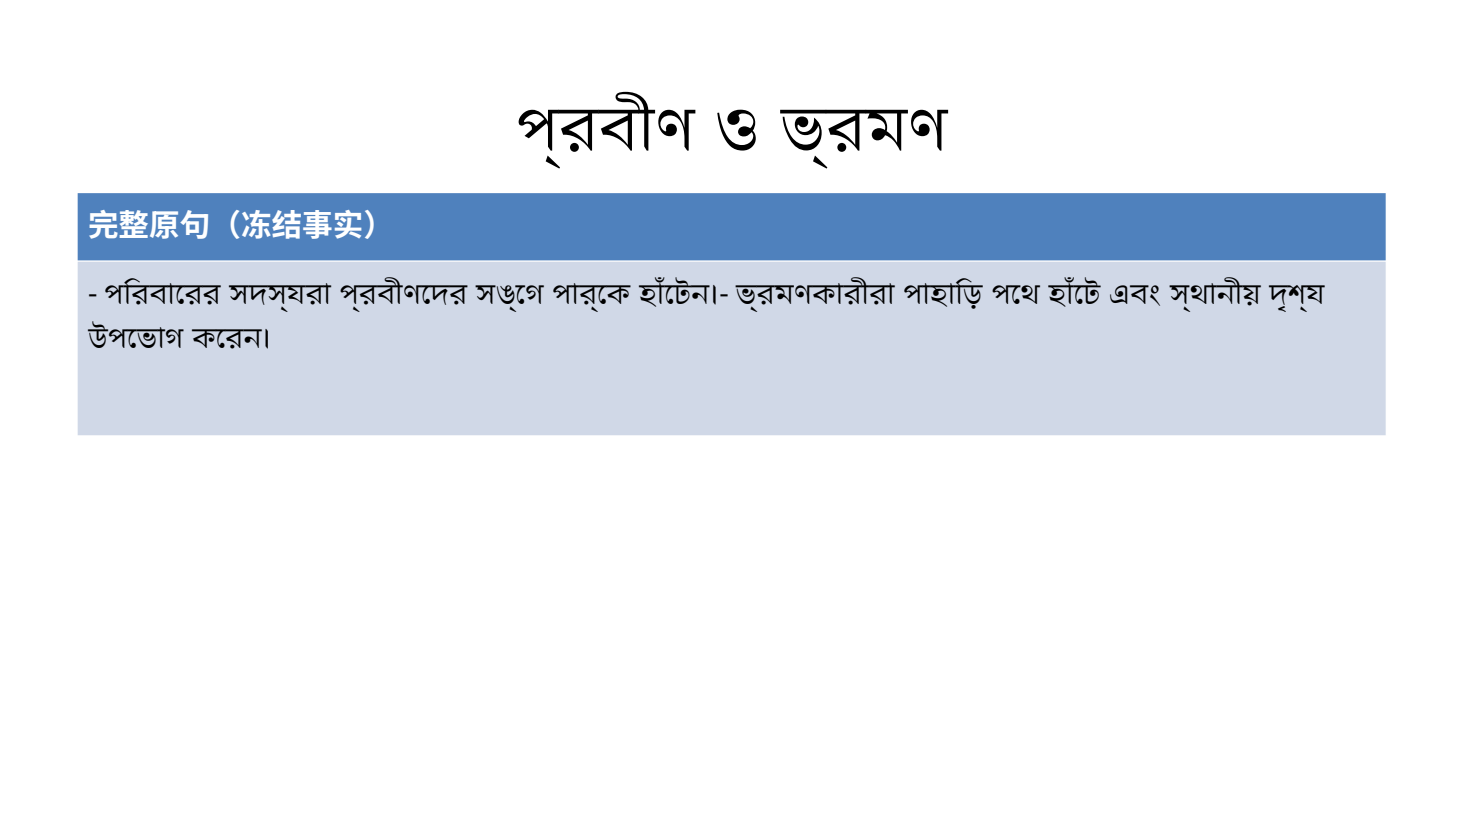 প্রবীণ ও ভ্রমণ
完整原句（冻结事实）
- পরিবারের সদস্যরা প্রবীণদের সঙ্গে পার্কে হাঁটেন।- ভ্রমণকারীরা পাহাড়ি পথে হাঁটে এবং স্থানীয় দৃশ্য
উপভোগ করেন।